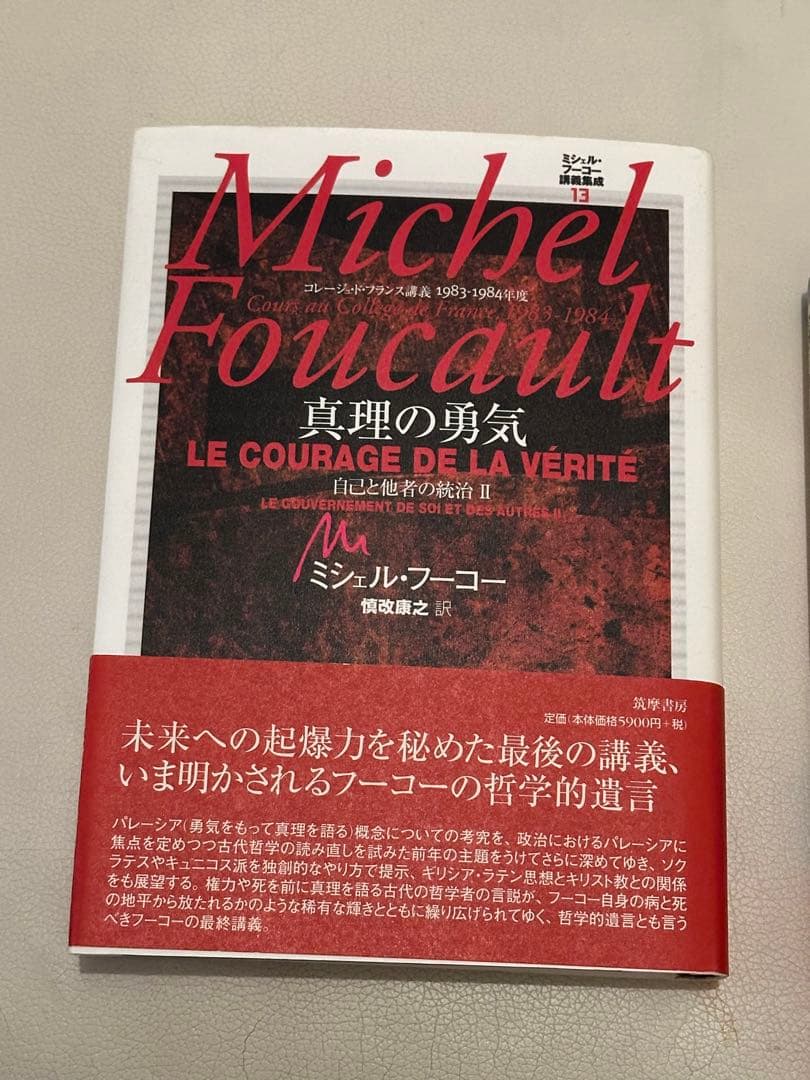 ミシェル・
フーコー
講義集成
13
Michel
コレージュ・ド・フランス講義 1983-1984年度
Cours au Collège de France, 1983-1984
Foucault
真理の勇気
LE COURAGE DE LA VÉRITÉ
自己と他者の統治 II
LE GOUVERNEMENT DE SOI ET DES AUTRES II
ミシェル・フーコー
慎改康之 訳
筑摩書房
定価(本体価格5900円+税)
未来への起爆力を秘めた最後の講義、
いま明かされるフーコーの哲学的遺言
パレーシア(勇気をもって真理を語る)概念についての考究を、政治におけるパレーシアに
焦点を定めつつ古代哲学の読み直しを試みた前年の主題をうけてさらに深めてゆき、ソク
ラテスやキュニコス派を独創的なやり方で提示、ギリシア・ラテン思想とキリスト教との関係
をも展望する。権力や死を前に真理を語る古代の哲学者の言説が、フーコー自身の病と死
の地平から放たれるかのような稀有な輝きとともに繰り広げられてゆく、哲学的遺言とも言う
べきフーコーの最終講義。